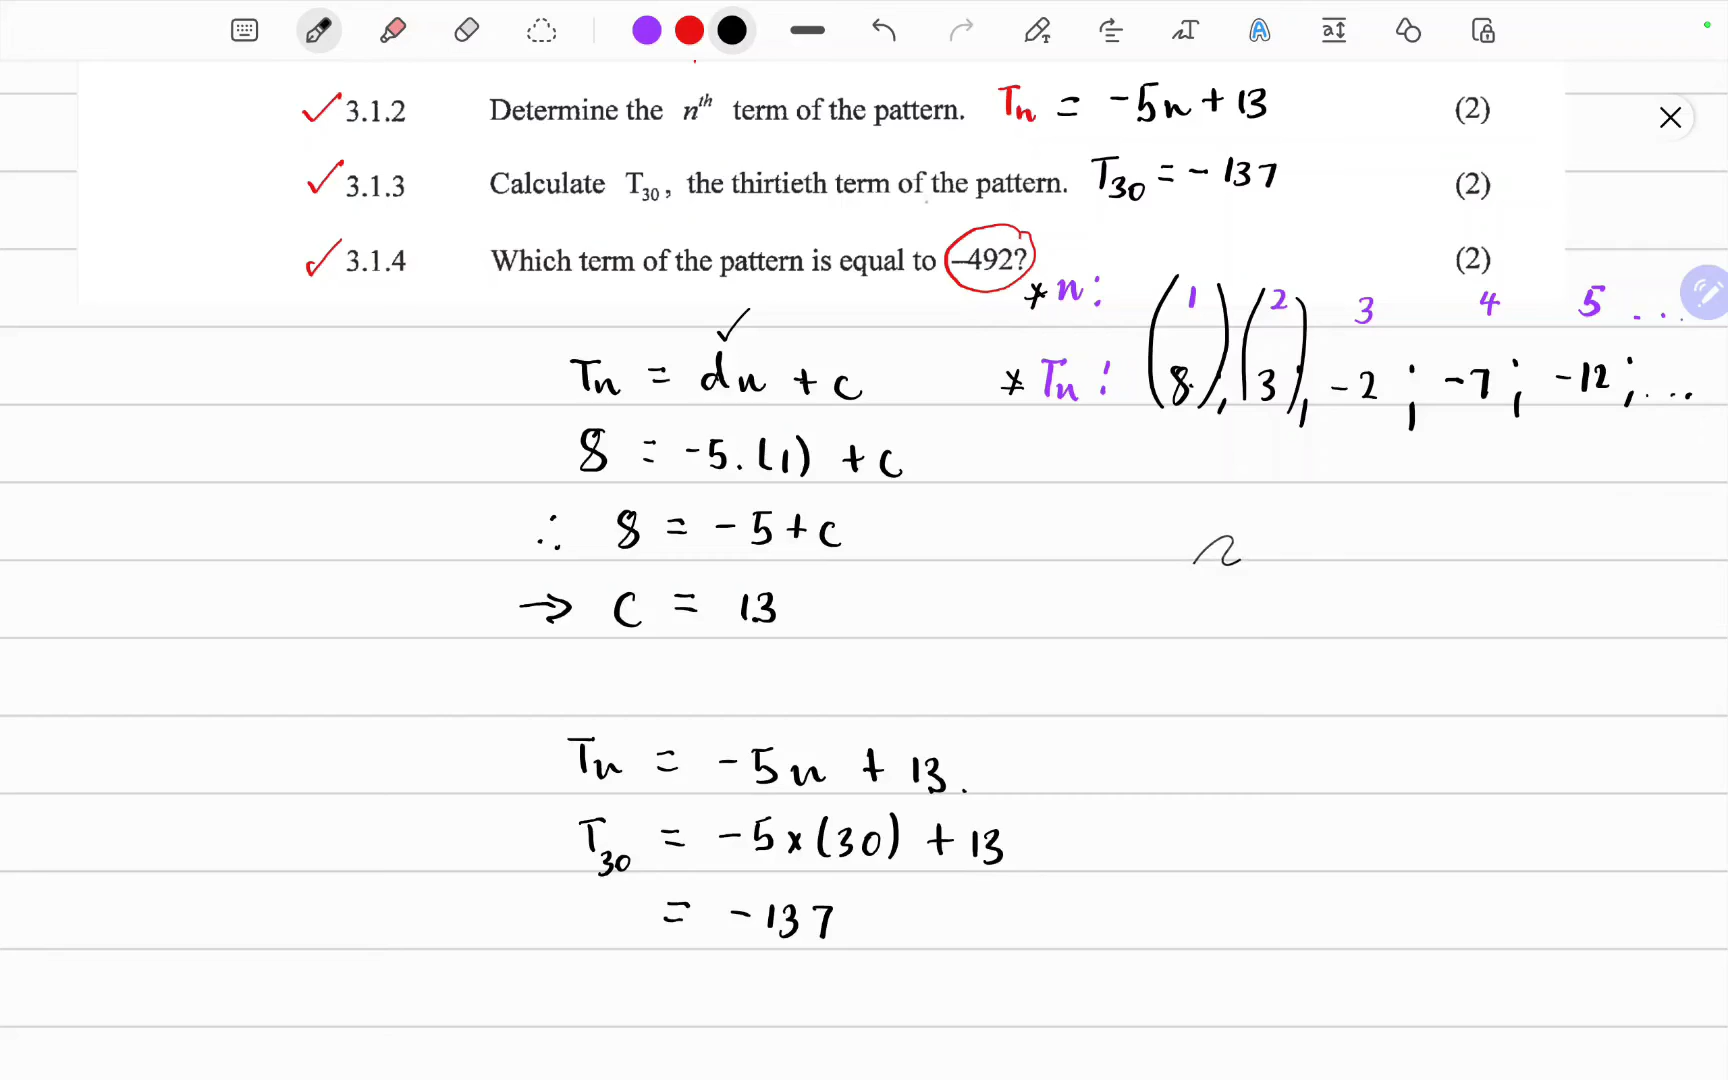 ✓ 3.1.2 Determine the nth term of the pattern. Tn = -5n + 13 (2)
✓ 3.1.3 Calculate T30, the thirtieth term of the pattern. T30 = -137 (2)
✓ 3.1.4 Which term of the pattern is equal to –492? (2)
* n: (1) (2) 3 4 5 ...
✓
Tn = dn + c
* Tn: (8), (3), -2 ; -7 ; -12 ; ...
8 = -5.(1) + c
∴ 8 = -5 + c
→ c = 13
Tn = -5n + 13.
T30 = -5 × (30) + 13
= -137